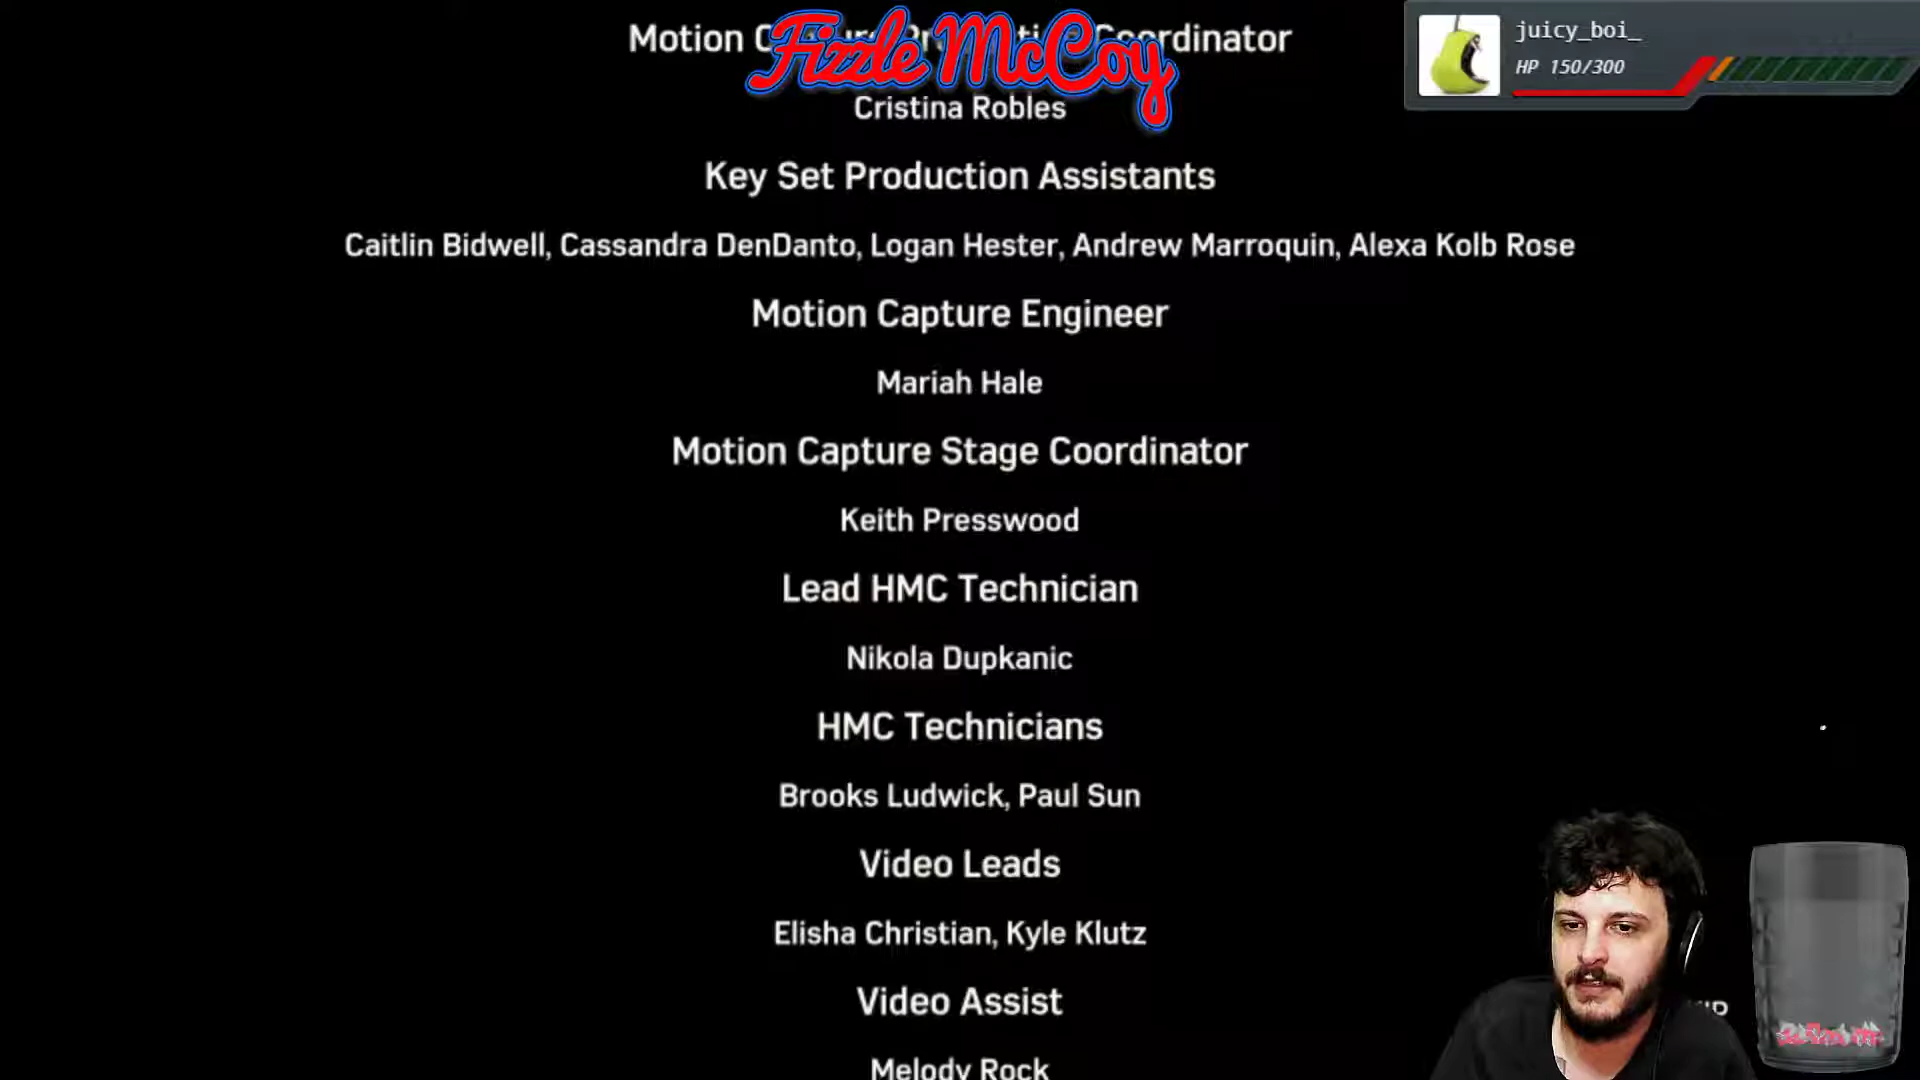 Motion Coordinator
Fizzle McCoy
juicy_boi_
HP 150/300
Cristina Robles
Key Set Production Assistants
Caitlin Bidwell, Cassandra DenDanto, Logan Hester, Andrew Marroquin, Alexa Kolb Rose
Motion Capture Engineer
Mariah Hale
Motion Capture Stage Coordinator
Keith Presswood
Lead HMC Technician
Nikola Dupkanic
HMC Technicians
Brooks Ludwick, Paul Sun
Video Leads
Elisha Christian, Kyle Klutz
Video Assist
Melody Rock